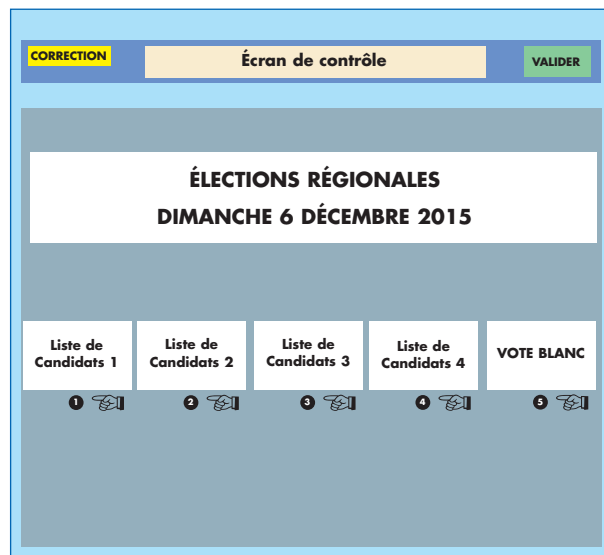 CORRECTION
Écran de contrôle
VALIDER
ÉLECTIONS RÉGIONALES
DIMANCHE 6 DÉCEMBRE 2015
Liste de
Candidats 1
Liste de
Candidats 2
Liste de
Candidats 3
Liste de
Candidats 4
VOTE BLANC
1
2
3
4
5